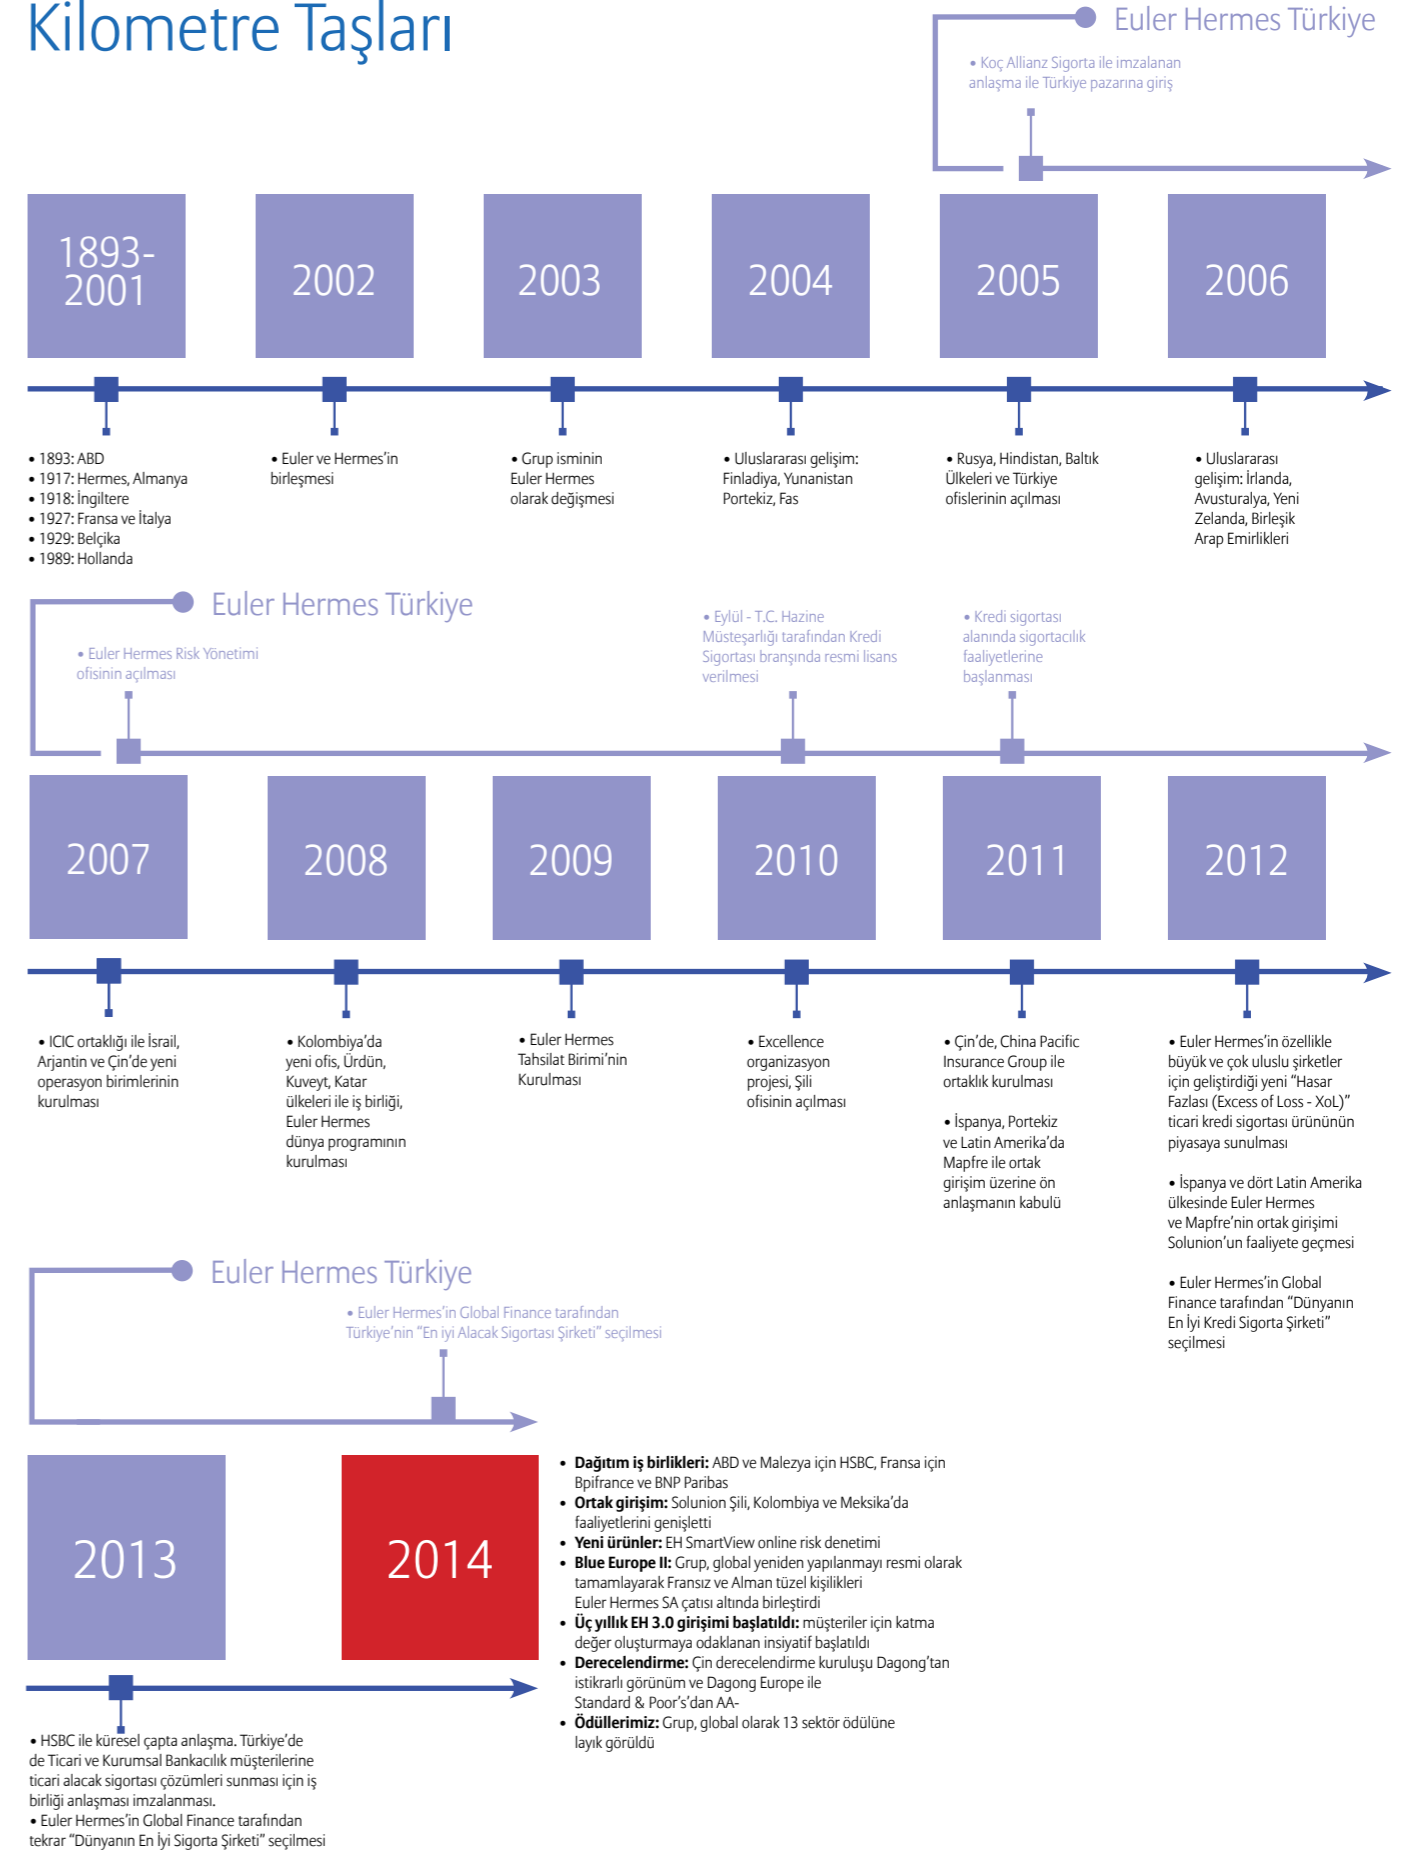 Kilometre Taşları
Euler Hermes Türkiye
• Koç Allianz Sigorta ile imzalanan
anlaşma ile Türkiye pazarına giriş
1893-
2001
2002
2003
2004
2005
2006
• 1893: ABD
• 1917: Hermes, Almanya
• 1918: İngiltere
• 1927: Fransa ve İtalya
• 1929: Belçika
• 1989: Hollanda
• Euler ve Hermes’in
birleşmesi
• Grup isminin
Euler Hermes
olarak değişmesi
• Uluslararası gelişim:
Finladiya, Yunanistan
Portekiz, Fas
• Rusya, Hindistan, Baltık
Ülkeleri ve Türkiye
ofislerinin açılması
• Uluslararası
gelişim: İrlanda,
Avusturalya, Yeni
Zelanda, Birleşik
Arap Emirlikleri
Euler Hermes Türkiye
• Euler Hermes Risk Yönetimi
ofisinin açılması
• Eylül - T.C. Hazine
Müsteşarlığı tarafından Kredi
Sigortası branşında resmi lisans
verilmesi
• Kredi sigortası
alanında sigortacılık
faaliyetlerine
başlanması
2007
2008
2009
2010
2011
2012
• ICIC ortaklığı ile İsrail,
Arjantin ve Çin’de yeni
operasyon birimlerinin
kurulması
• Kolombiya’da
yeni ofis, Ürdün,
Kuveyt, Katar
ülkeleri ile iş birliği,
Euler Hermes
dünya programının
kurulması
• Euler Hermes
Tahsilat Birimi’nin
Kurulması
• Excellence
organizasyon
projesi, Şili
ofisinin açılması
• Çin’de, China Pacific
Insurance Group ile
ortaklık kurulması
• İspanya, Portekiz
ve Latin Amerika’da
Mapfre ile ortak
girişim üzerine ön
anlaşmanın kabulü
• Euler Hermes’in özellikle
büyük ve çok uluslu şirketler
için geliştirdiği yeni “Hasar
Fazlası (Excess of Loss - XoL)”
ticari kredi sigortası ürününün
piyasaya sunulması
• İspanya ve dört Latin Amerika
ülkesinde Euler Hermes
ve Mapfre’nin ortak girişimi
Solunion’un faaliyete geçmesi
• Euler Hermes’in Global
Finance tarafından “Dünyanın
En İyi Kredi Sigorta Şirketi”
seçilmesi
Euler Hermes Türkiye
• Euler Hermes’in Global Finance tarafından
Türkiye’nin “En iyi Alacak Sigortası Şirketi” seçilmesi
2013
2014
• HSBC ile küresel çapta anlaşma. Türkiye’de
de Ticari ve Kurumsal Bankacılık müşterilerine
ticari alacak sigortası çözümleri sunması için iş
birliği anlaşması imzalanması.
• Euler Hermes’in Global Finance tarafından
tekrar “Dünyanın En İyi Sigorta Şirketi” seçilmesi
• Dağıtım iş birlikleri: ABD ve Malezya için HSBC, Fransa için
Bpifrance ve BNP Paribas
• Ortak girişim: Solunion Şili, Kolombiya ve Meksika’da
faaliyetlerini genişletti
• Yeni ürünler: EH SmartView online risk denetimi
• Blue Europe II: Grup, global yeniden yapılanmayı resmi olarak
tamamlayarak Fransız ve Alman tüzel kişilikleri
Euler Hermes SA çatısı altında birleştirdi
• Üç yıllık EH 3.0 girişimi başlatıldı: müşteriler için katma
değer oluşturmaya odaklanan insiyatif başlatıldı
• Derecelendirme: Çin derecelendirme kuruluşu Dagong’tan
istikrarlı görünüm ve Dagong Europe ile
Standard & Poor’s’dan AA-
• Ödüllerimiz: Grup, global olarak 13 sektör ödülüne
layık görüldü